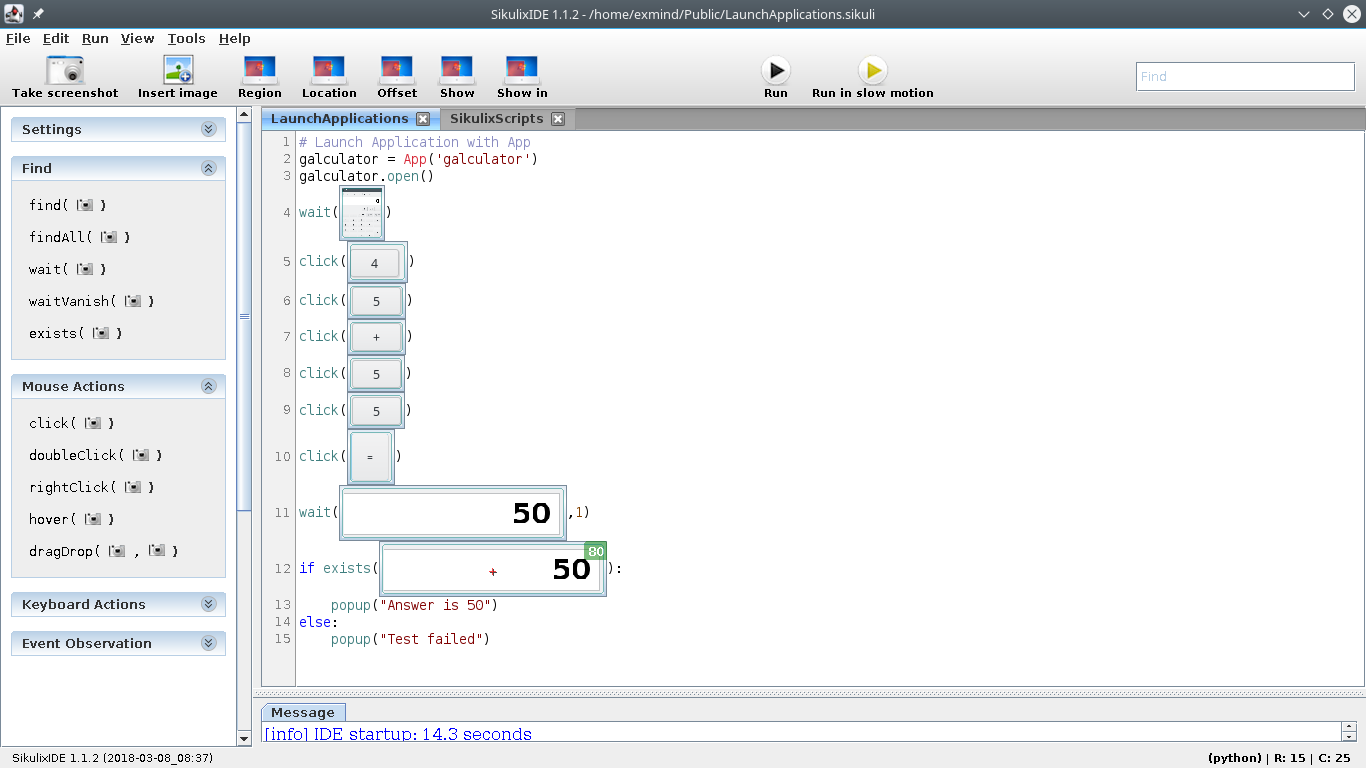 SikulixIDE 1.1.2 - /home/exmind/Public/LaunchApplications.sikuli
File Edit Run View Tools Help
Take screenshot Insert image Region Location Offset Show Show in Run Run in slow motion Find
LaunchApplications SikulixScripts
Settings
Find
find( )
findAll( )
wait( )
waitVanish( )
exists( )
Mouse Actions
click( )
doubleClick( )
rightClick( )
hover( )
dragDrop( , )
Keyboard Actions
Event Observation
1 # Launch Application with App
2 galculator = App('galculator')
3 galculator.open()
4 wait( )
5 click( 4 )
6 click( 5 )
7 click( + )
8 click( 5 )
9 click( 5 )
10 click( = )
11 wait( 50 ,1)
12 if exists( + 50 80 ):
13 popup("Answer is 50")
14 else:
15 popup("Test failed")
Message
[info] IDE startup: 14.3 seconds
SikulixIDE 1.1.2 (2018-03-08_08:37) (python) | R: 15 | C: 25